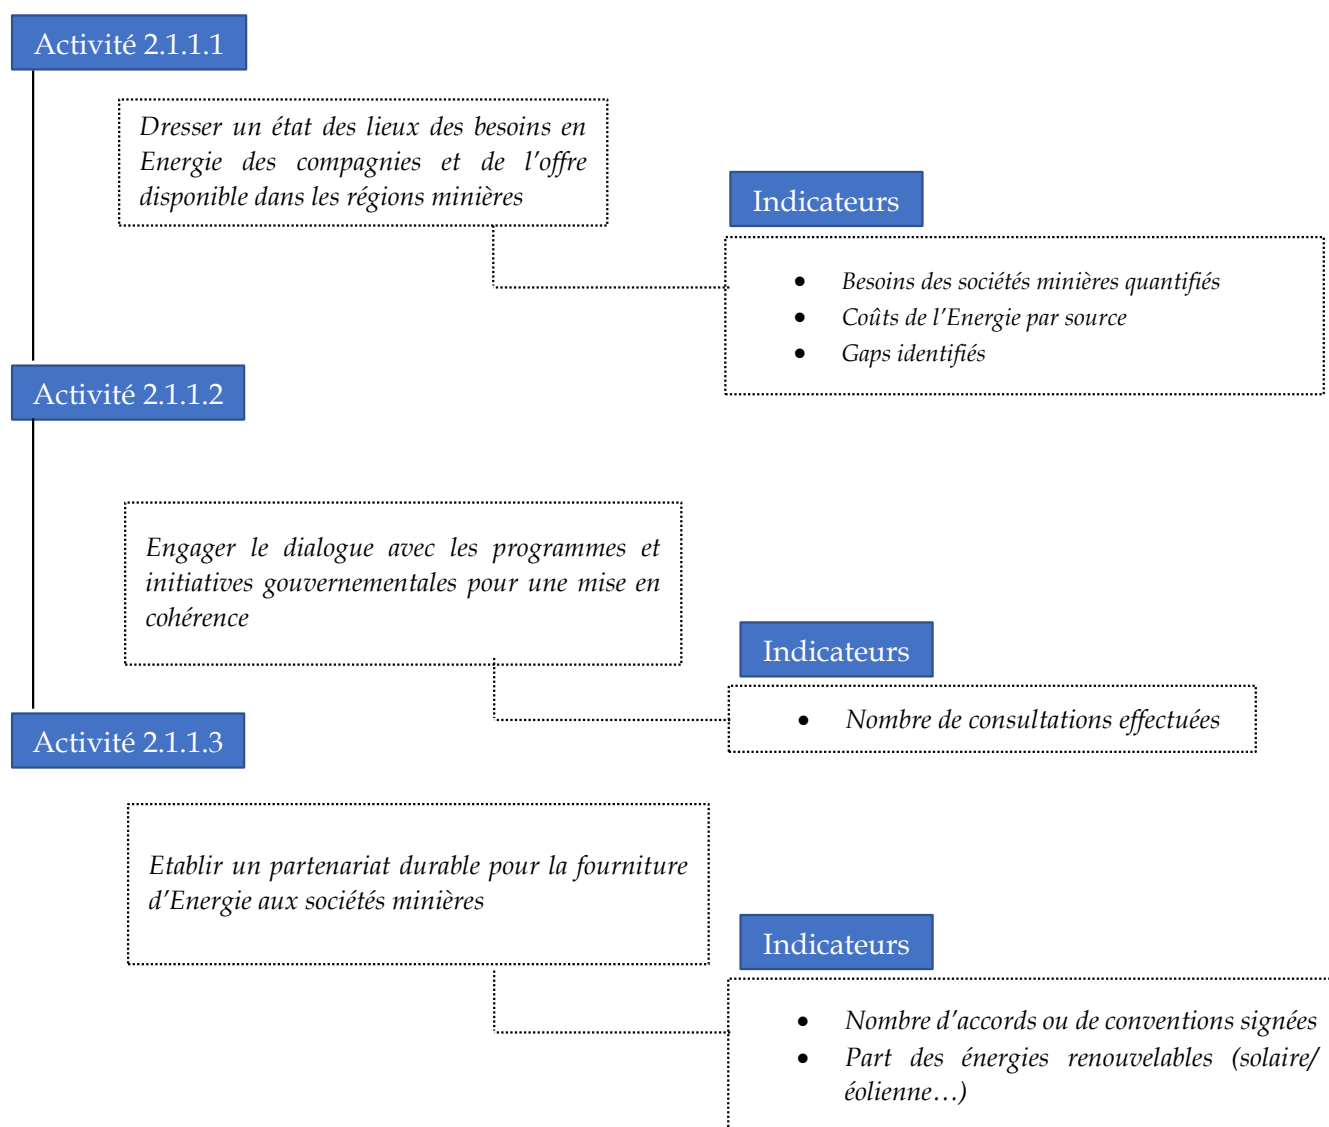 Activité 2.1.1.1
Dresser un état des lieux des besoins en
Energie des compagnies et de l’offre
disponible dans les régions minières
Indicateurs
• Besoins des sociétés minières quantifiés
• Coûts de l’Energie par source
• Gaps identifiés
Activité 2.1.1.2
Engager le dialogue avec les programmes et
initiatives gouvernementales pour une mise en
cohérence
Indicateurs
• Nombre de consultations effectuées
Activité 2.1.1.3
Etablir un partenariat durable pour la fourniture
d’Energie aux sociétés minières
Indicateurs
• Nombre d’accords ou de conventions signées
• Part des énergies renouvelables (solaire/
éolienne…)